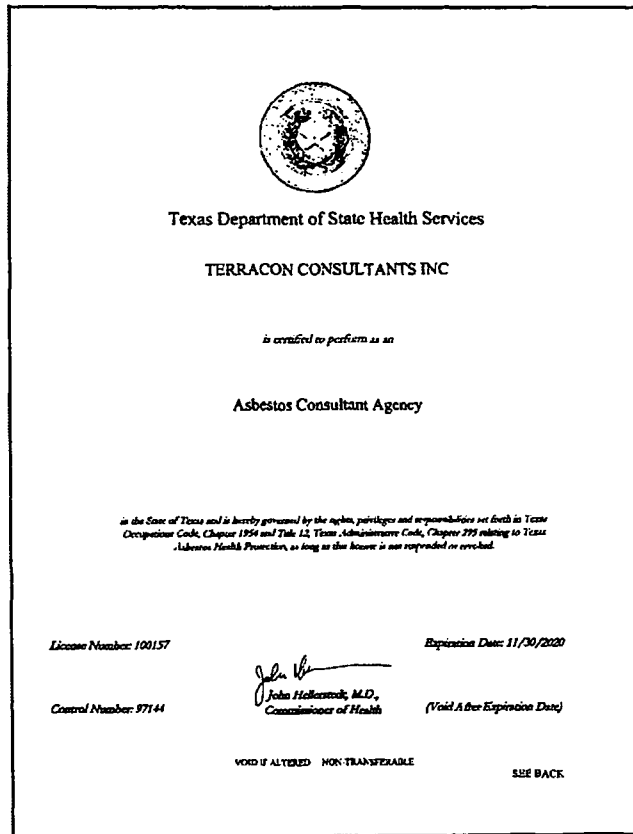 Texas Department of State Health Services
TERRACON CONSULTANTS INC
is certified to perform as an
Asbestos Consultant Agency
in the State of Texas and is hereby governed by the rights, privileges and responsibilities set forth in Texas
Occupations Code, Chapter 1954 and Title 12, Texas Administrative Code, Chapter 295 relating to Texas
Asbestos Health Protection, as long as this license is not suspended or revoked.
License Number: 100157
Expiration Date: 11/30/2020
John Hellerstedt, M.D.,
Commissioner of Health
Control Number: 97144
(Void After Expiration Date)
VOID IF ALTERED NON-TRANSFERABLE
SEE BACK